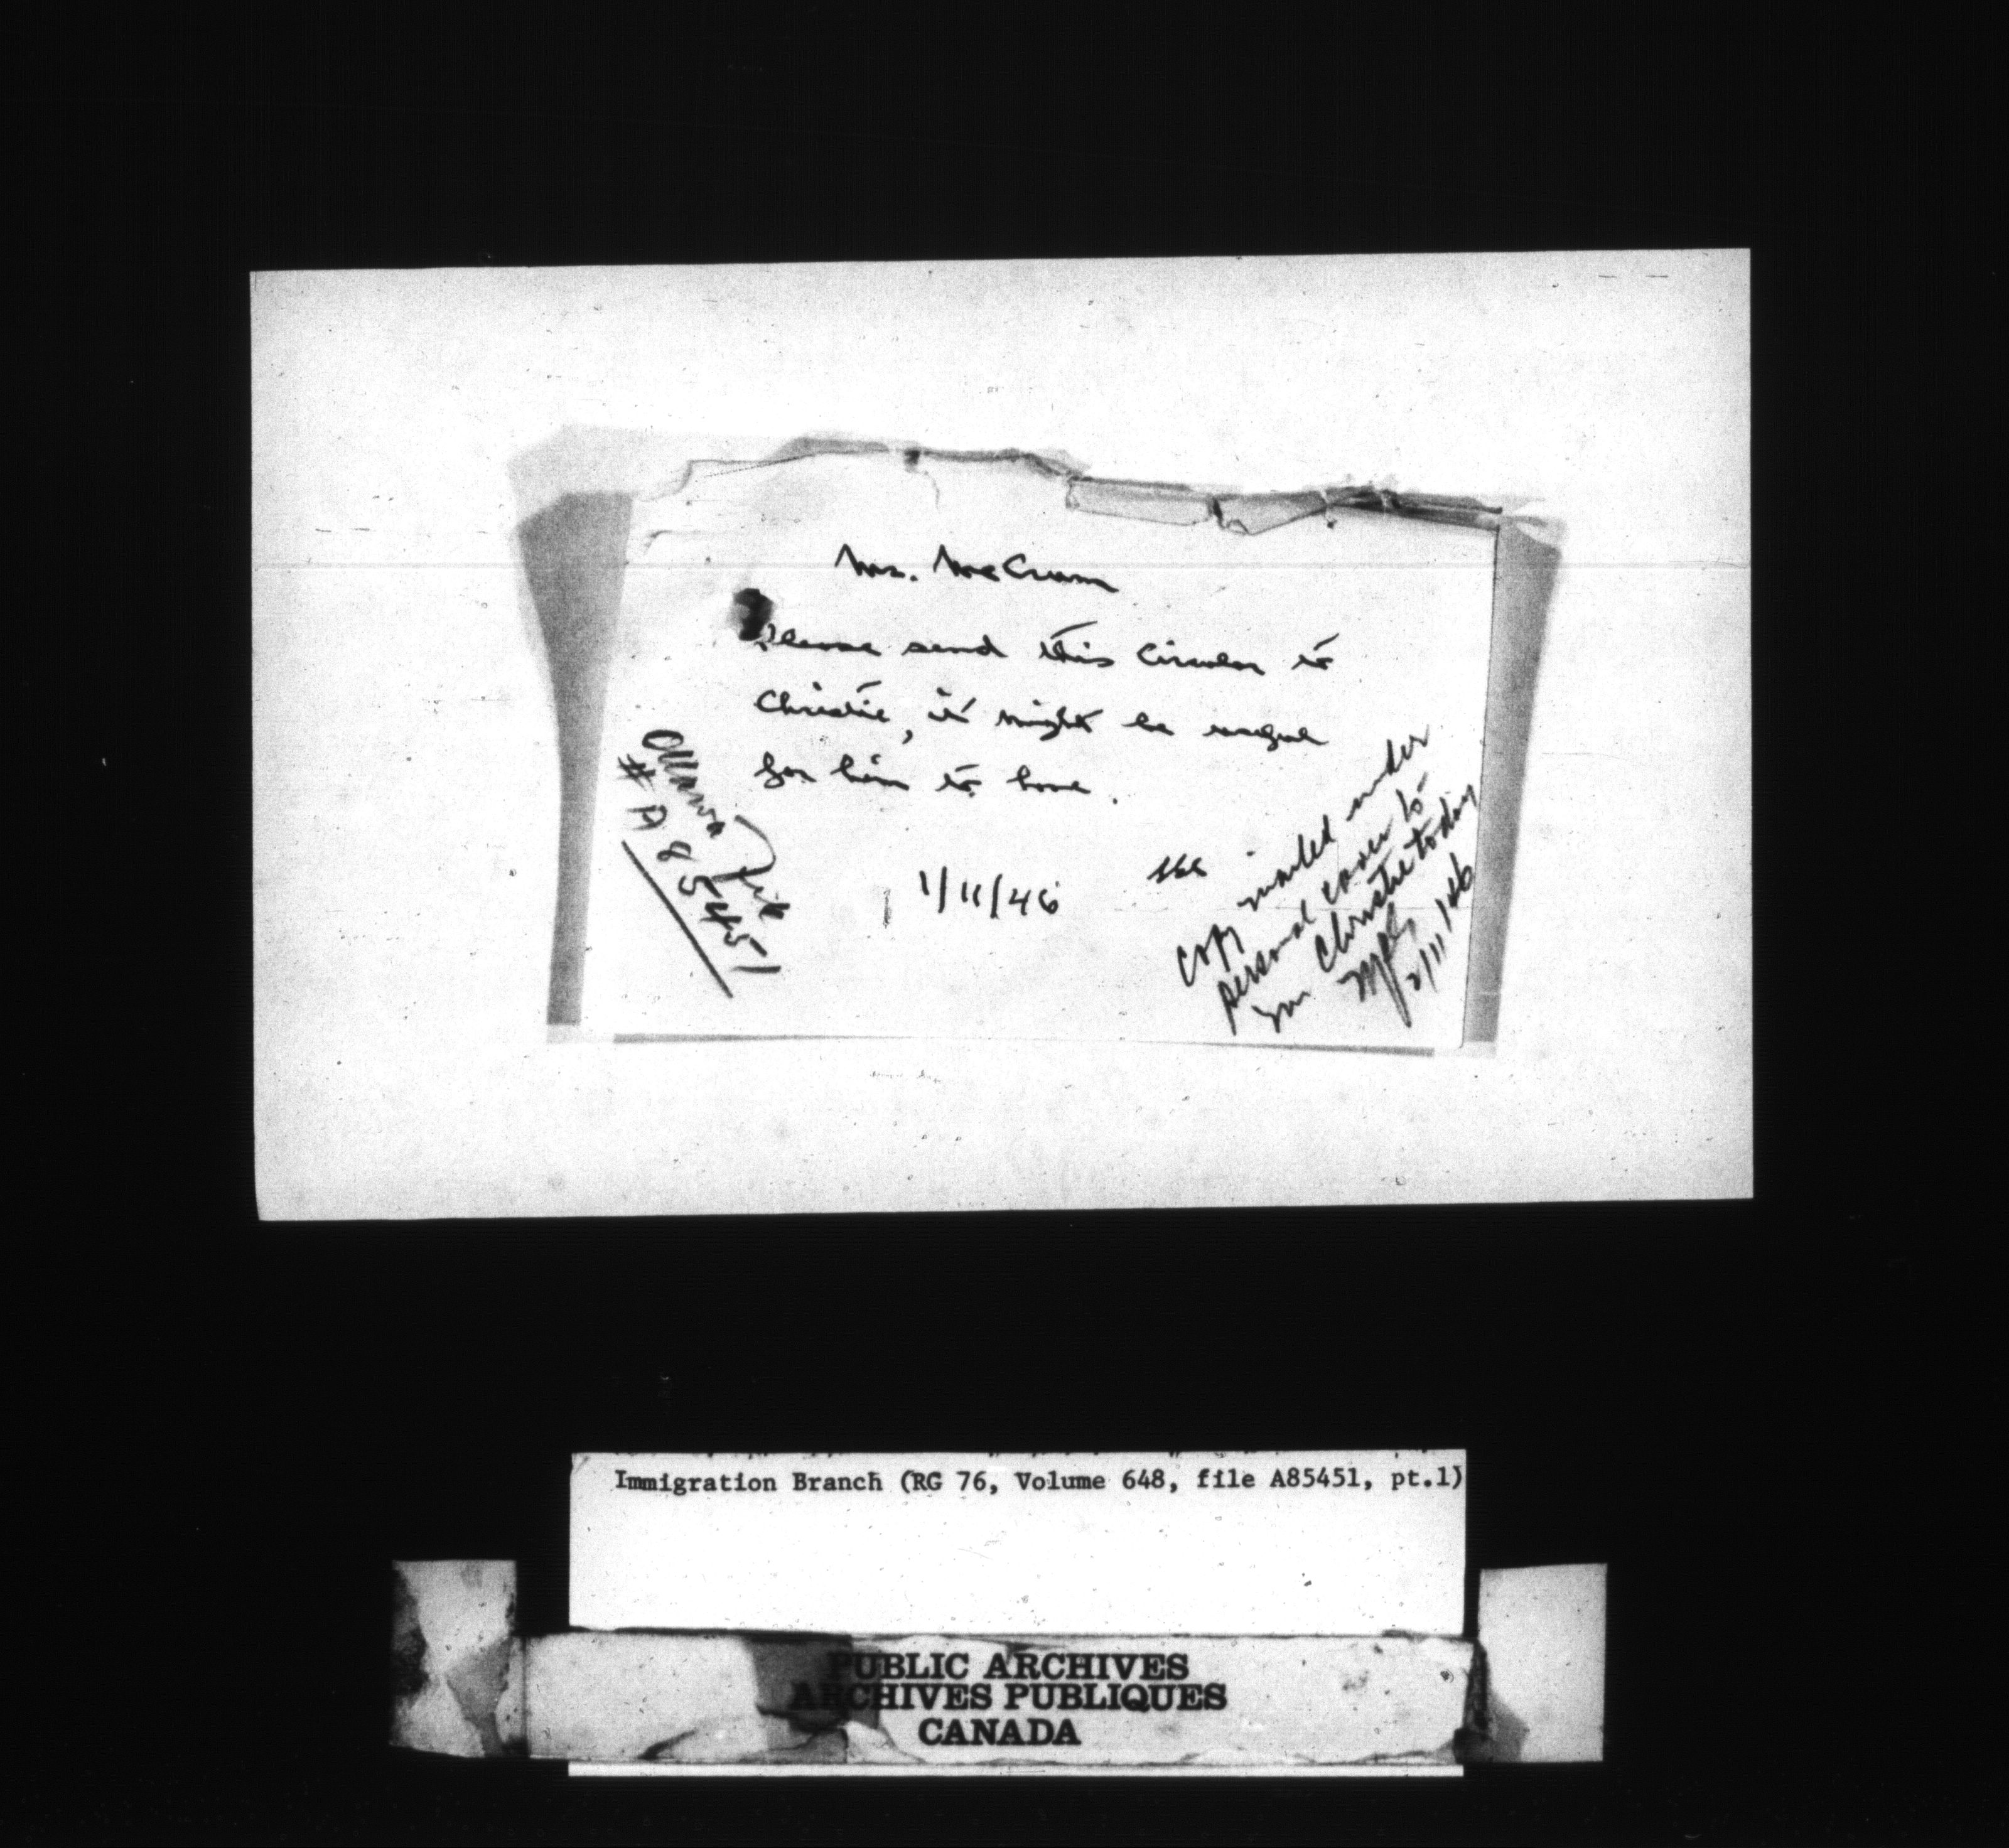 Mr. McCrum
Please send this Circular to
Christie, it might be useful
for him to have.
1/11/46
Ottawa File
# A 85451
Copy mailed under
personal cover to
Mr Christie today
2/11/46
Immigration Branch (RG 76, Volume 648, file A85451, pt.1)
PUBLIC ARCHIVES
ARCHIVES PUBLIQUES
CANADA